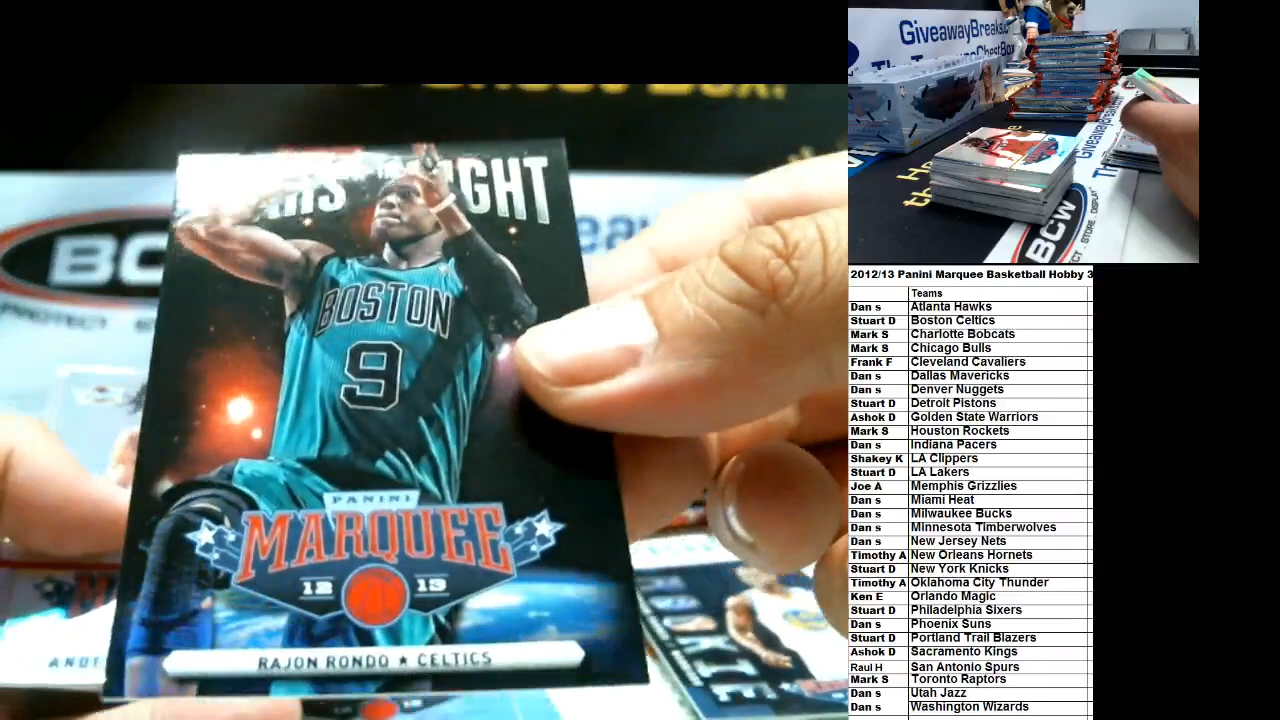 BOSTON
9
PANINI
MARQUEE
12 13
RAJON RONDO ★ CELTICS
BCW
ROOKIE
GiveawayBreaks
BCW
2012/13 Panini Marquee Basketball Hobby 3
Teams
Dan s Atlanta Hawks
Stuart D Boston Celtics
Mark S Charlotte Bobcats
Mark S Chicago Bulls
Frank F Cleveland Cavaliers
Dan s Dallas Mavericks
Dan s Denver Nuggets
Stuart D Detroit Pistons
Ashok D Golden State Warriors
Mark S Houston Rockets
Dan s Indiana Pacers
Shakey K LA Clippers
Stuart D LA Lakers
Joe A Memphis Grizzlies
Dan s Miami Heat
Dan s Milwaukee Bucks
Dan s Minnesota Timberwolves
Dan s New Jersey Nets
Timothy A New Orleans Hornets
Stuart D New York Knicks
Timothy A Oklahoma City Thunder
Ken E Orlando Magic
Stuart D Philadelphia Sixers
Dan s Phoenix Suns
Stuart D Portland Trail Blazers
Ashok D Sacramento Kings
Raul H San Antonio Spurs
Mark S Toronto Raptors
Dan s Utah Jazz
Dan s Washington Wizards